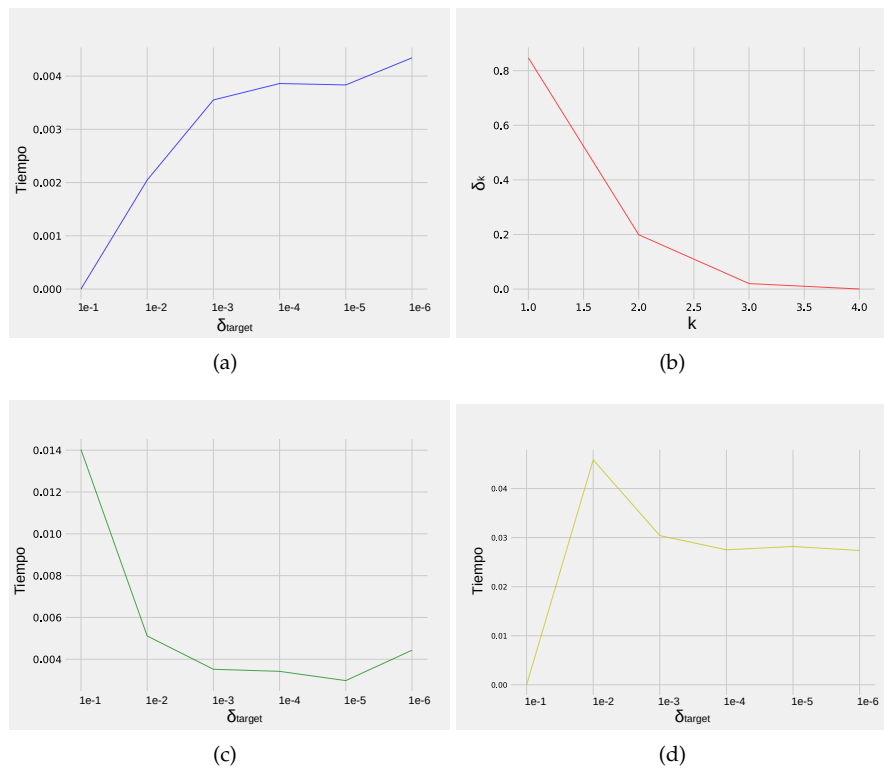 0.004
0.003
0.002
0.001
0.000
Tiempo
1e-1 1e-2 1e-3 1e-4 1e-5 1e-6
δtarget
(a)
0.8
0.6
0.4
0.2
0.0
δk
1.0 1.5 2.0 2.5 3.0 3.5 4.0
k
(b)
0.014
0.012
0.010
0.008
0.006
0.004
Tiempo
1e-1 1e-2 1e-3 1e-4 1e-5 1e-6
δtarget
(c)
0.04
0.03
0.02
0.01
0.00
Tiempo
1e-1 1e-2 1e-3 1e-4 1e-5 1e-6
δtarget
(d)